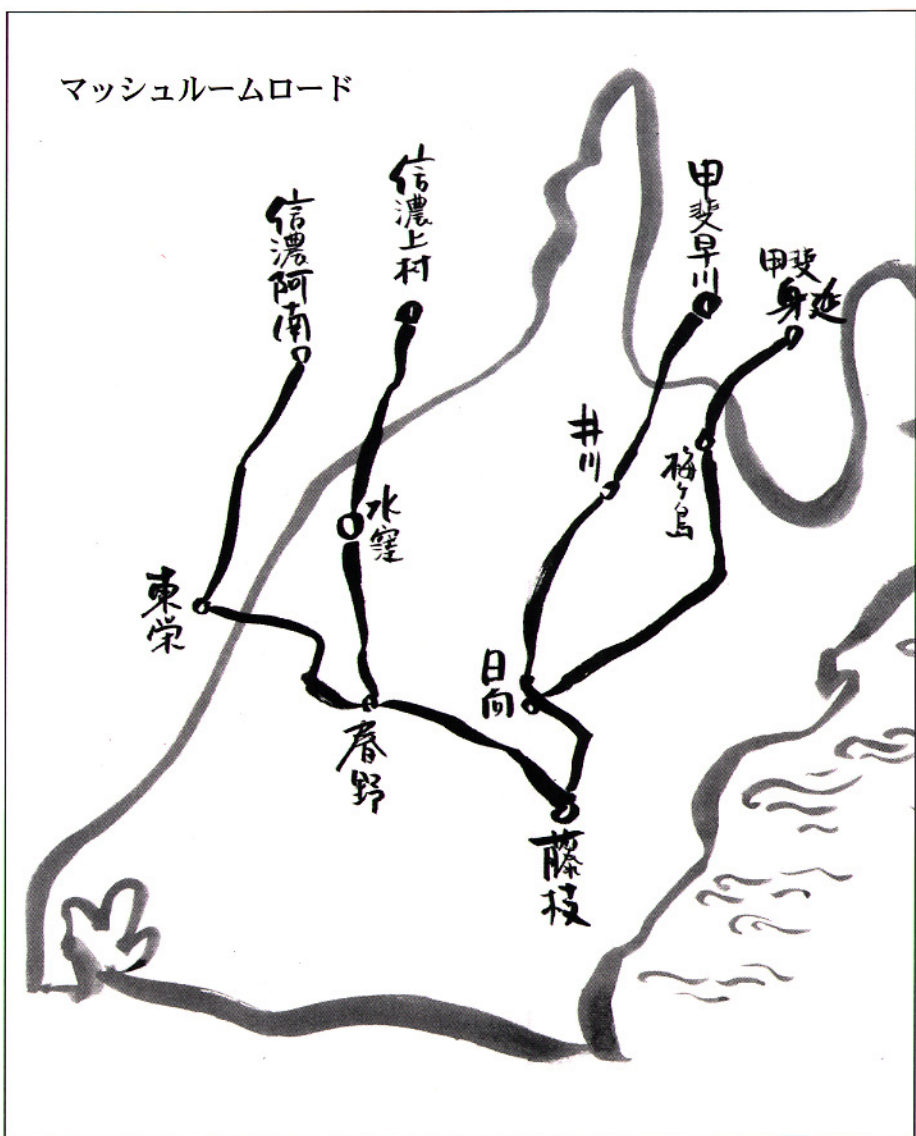 マッシュルームロード
信濃阿南
信濃上村
甲斐早川
甲斐
身延
井川
梅ヶ島
水窪
東栄
日向
春野
藤枝